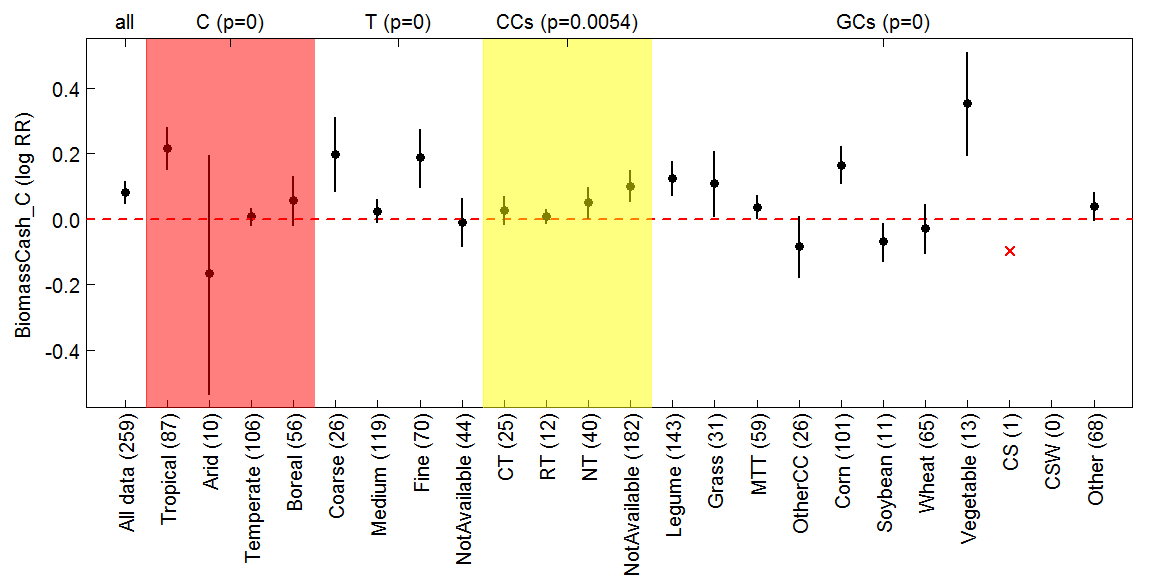 all
C (p=0)
T (p=0)
CCs (p=0.0054)
GCs (p=0)
BiomassCash_C (log RR)
0.4
0.2
0.0
-0.2
-0.4
All data (259)
Tropical (87)
Arid (10)
Temperate (106)
Boreal (56)
Coarse (26)
Medium (119)
Fine (70)
NotAvailable (44)
CT (25)
RT (12)
NT (40)
NotAvailable (182)
Legume (143)
Grass (31)
MTT (59)
OtherCC (26)
Corn (101)
Soybean (11)
Wheat (65)
Vegetable (13)
CS (1)
CSW (0)
Other (68)